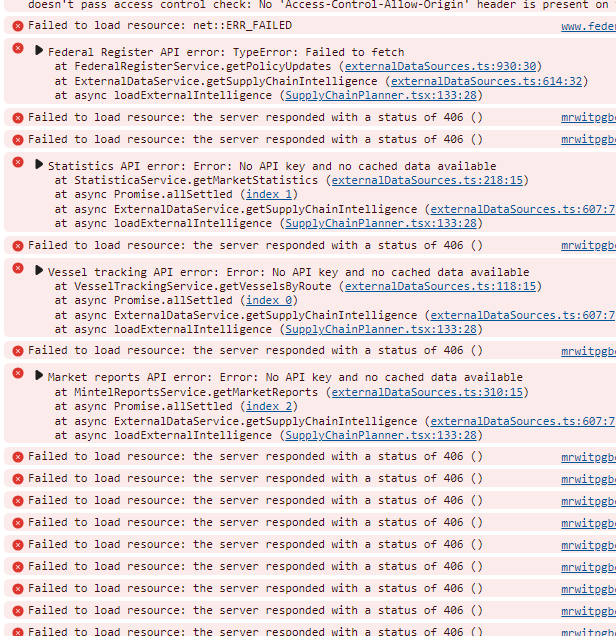 doesn't pass access control check: No 'Access-Control-Allow-Origin' header is present on
Failed to load resource: net::ERR_FAILED www.feder
Federal Register API error: TypeError: Failed to fetch
at FederalRegisterService.getPolicyUpdates (externalDataSources.ts:930:30)
at ExternalDataService.getSupplyChainIntelligence (externalDataSources.ts:614:32)
at async loadExternalIntelligence (SupplyChainPlanner.tsx:133:28)
Failed to load resource: the server responded with a status of 406 () mrwitpgb
Failed to load resource: the server responded with a status of 406 () mrwitpgb
Statistics API error: Error: No API key and no cached data available
at StatisticaService.getMarketStatistics (externalDataSources.ts:218:15)
at async Promise.allSettled (index 1)
at async ExternalDataService.getSupplyChainIntelligence (externalDataSources.ts:607:7
at async loadExternalIntelligence (SupplyChainPlanner.tsx:133:28)
Failed to load resource: the server responded with a status of 406 () mrwitpgb
Vessel tracking API error: Error: No API key and no cached data available
at VesselTrackingService.getVesselsByRoute (externalDataSources.ts:118:15)
at async Promise.allSettled (index 0)
at async ExternalDataService.getSupplyChainIntelligence (externalDataSources.ts:607:7
at async loadExternalIntelligence (SupplyChainPlanner.tsx:133:28)
Failed to load resource: the server responded with a status of 406 () mrwitpgb
Market reports API error: Error: No API key and no cached data available
at MintelReportsService.getMarketReports (externalDataSources.ts:310:15)
at async Promise.allSettled (index 2)
at async ExternalDataService.getSupplyChainIntelligence (externalDataSources.ts:607:7
at async loadExternalIntelligence (SupplyChainPlanner.tsx:133:28)
Failed to load resource: the server responded with a status of 406 () mrwitpgb
Failed to load resource: the server responded with a status of 406 () mrwitpgb
Failed to load resource: the server responded with a status of 406 () mrwitpgb
Failed to load resource: the server responded with a status of 406 () mrwitpgb
Failed to load resource: the server responded with a status of 406 () mrwitpgb
Failed to load resource: the server responded with a status of 406 () mrwitpgb
Failed to load resource: the server responded with a status of 406 () mrwitpgb
Failed to load resource: the server responded with a status of 406 () mrwitpgb
Failed to load resource: the server responded with a status of 406 () mrwitpgb